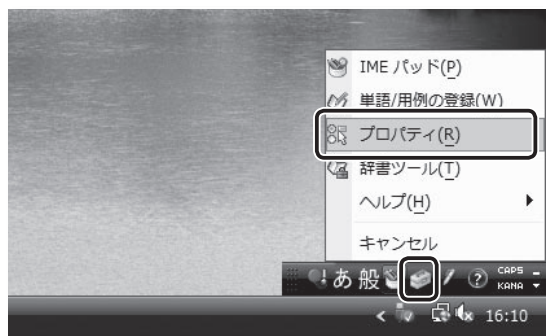 IME パッド(P)
単語/用例の登録(W)
プロパティ(R)
辞書ツール(T)
ヘルプ(H)
キャンセル
あ 般 ? CAPS
KANA
16:10